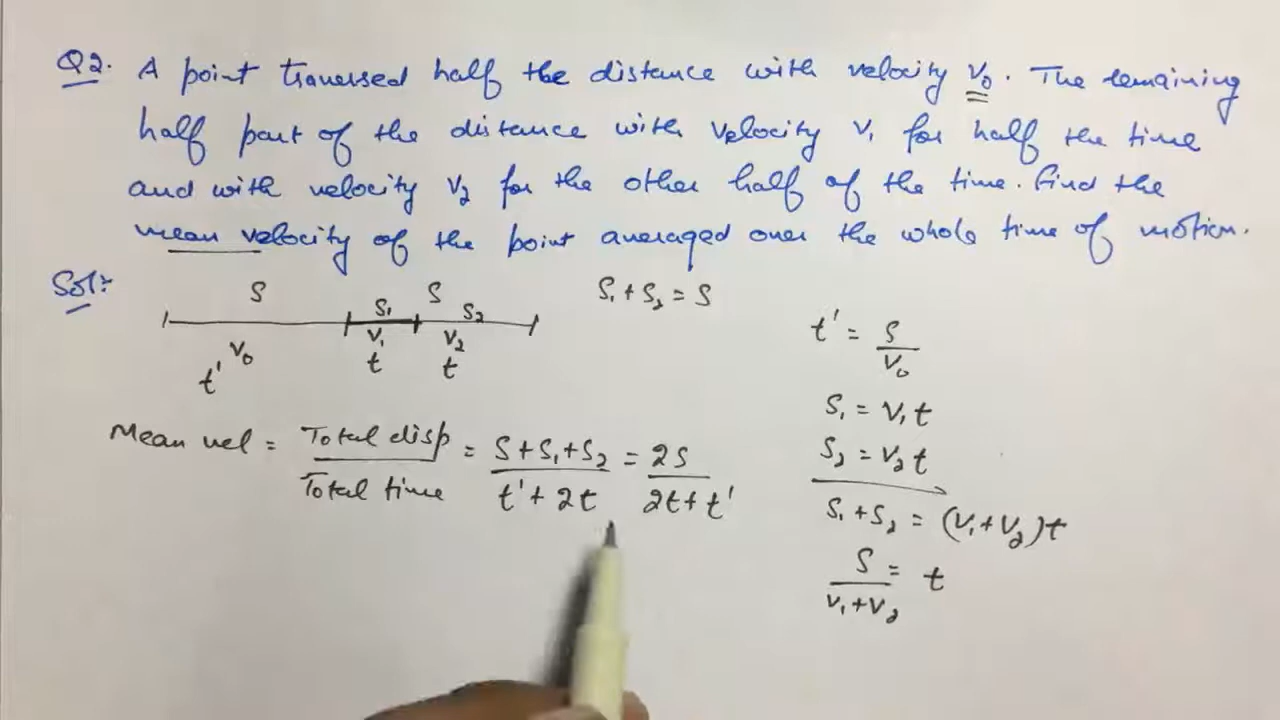 Q2. A point traversed half the distance with velocity v₀. The remaining
half part of the distance with velocity v₁ for half the time
and with velocity v₂ for the other half of the time. Find the
mean velocity of the point averaged over the whole time of motion.
Sol:
S S
S₁ S₂
v₀ v₁ v₂
t' t t
S₁ + S₂ = S
Mean vel = Total disp / Total time = S + S₁ + S₂ / t' + 2t = 2S / 2t + t'
t' = S / v₀
S₁ = v₁t
S₂ = v₂t
S₁ + S₂ = (v₁ + v₂)t
S / v₁ + v₂ = t